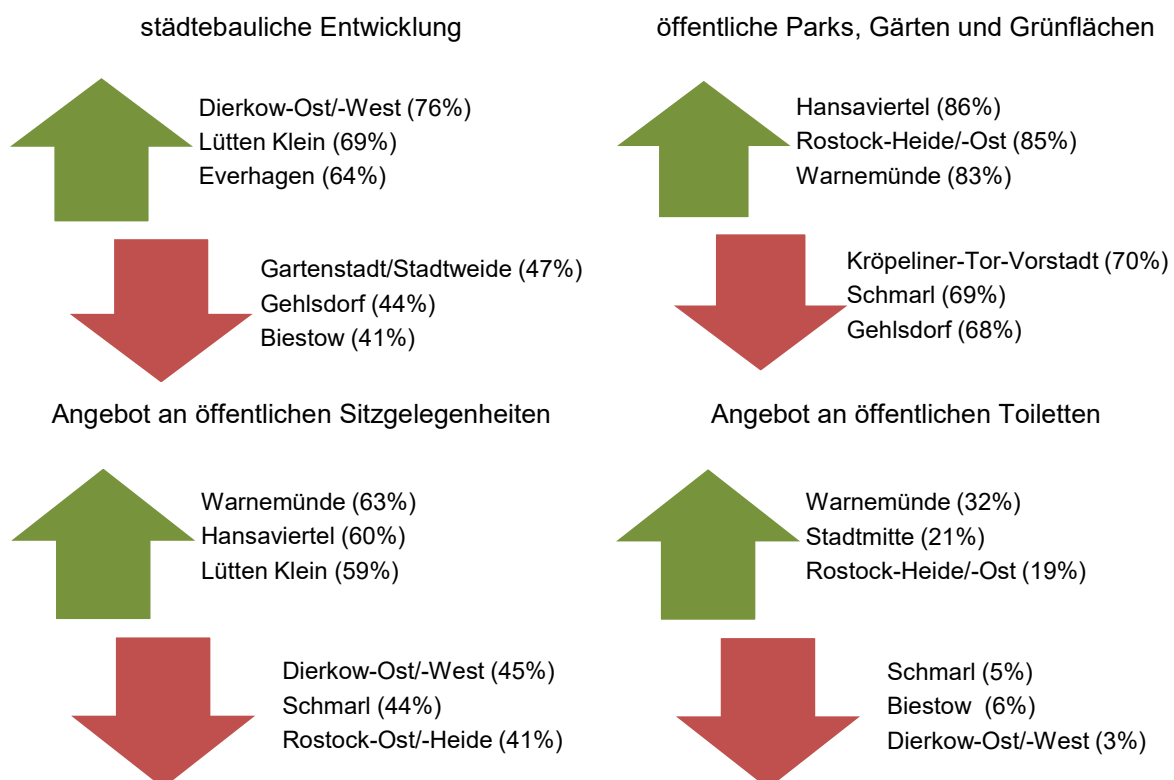 städtebauliche Entwicklung
Dierkow-Ost/-West (76%)
Lütten Klein (69%)
Everhagen (64%)
Gartenstadt/Stadtweide (47%)
Gehlsdorf (44%)
Biestow (41%)
öffentliche Parks, Gärten und Grünflächen
Hansaviertel (86%)
Rostock-Heide/-Ost (85%)
Warnemünde (83%)
Kröpeliner-Tor-Vorstadt (70%)
Schmarl (69%)
Gehlsdorf (68%)
Angebot an öffentlichen Sitzgelegenheiten
Warnemünde (63%)
Hansaviertel (60%)
Lütten Klein (59%)
Dierkow-Ost/-West (45%)
Schmarl (44%)
Rostock-Ost/-Heide (41%)
Angebot an öffentlichen Toiletten
Warnemünde (32%)
Stadtmitte (21%)
Rostock-Heide/-Ost (19%)
Schmarl (5%)
Biestow  (6%)
Dierkow-Ost/-West (3%)